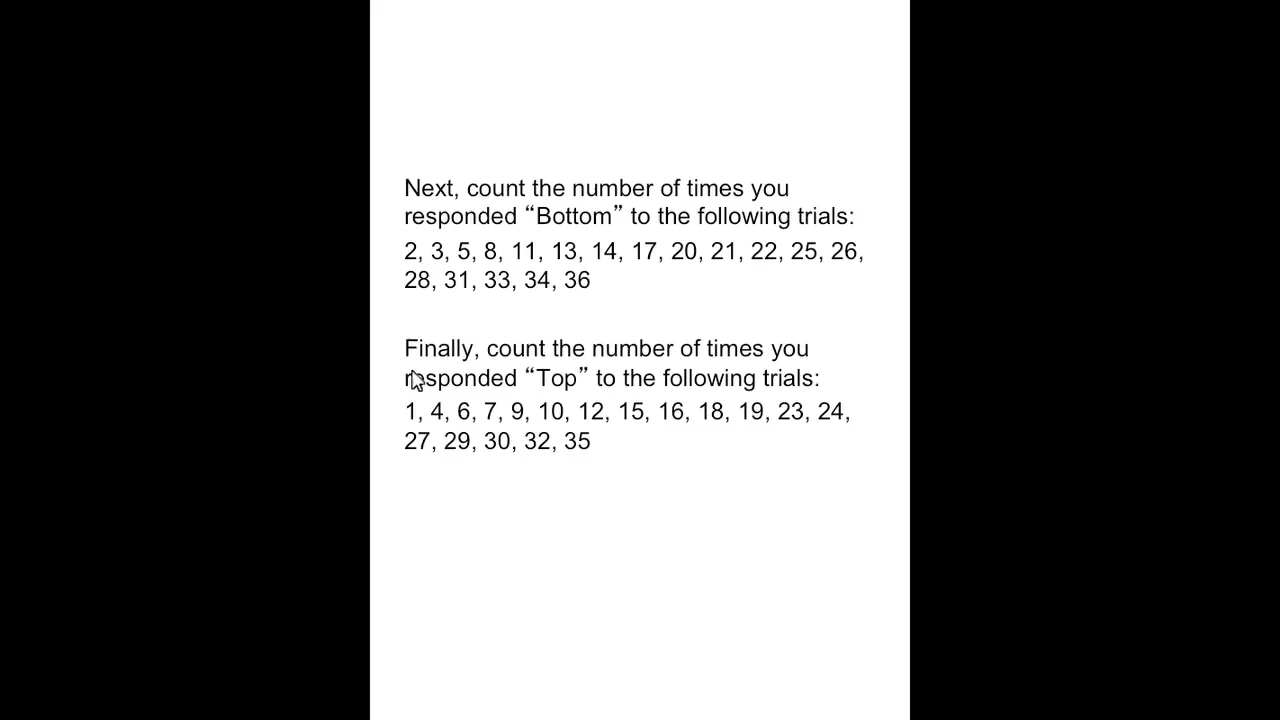 Next, count the number of times you
responded “Bottom” to the following trials:
2, 3, 5, 8, 11, 13, 14, 17, 20, 21, 22, 25, 26,
28, 31, 33, 34, 36
Finally, count the number of times you
responded “Top” to the following trials:
1, 4, 6, 7, 9, 10, 12, 15, 16, 18, 19, 23, 24,
27, 29, 30, 32, 35